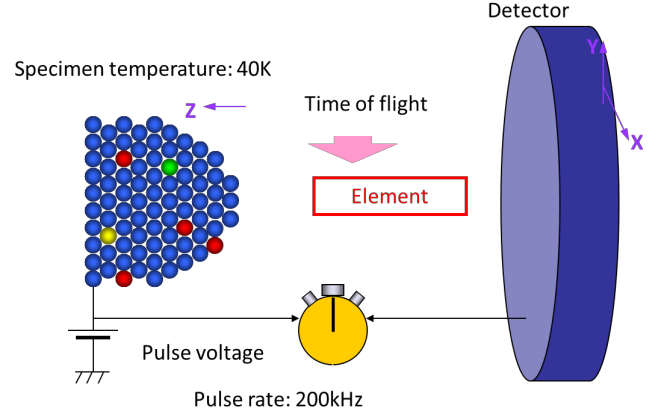 Detector
Y
Specimen temperature: 40K
Z
Time of flight
X
Element
Pulse voltage
Pulse rate: 200kHz